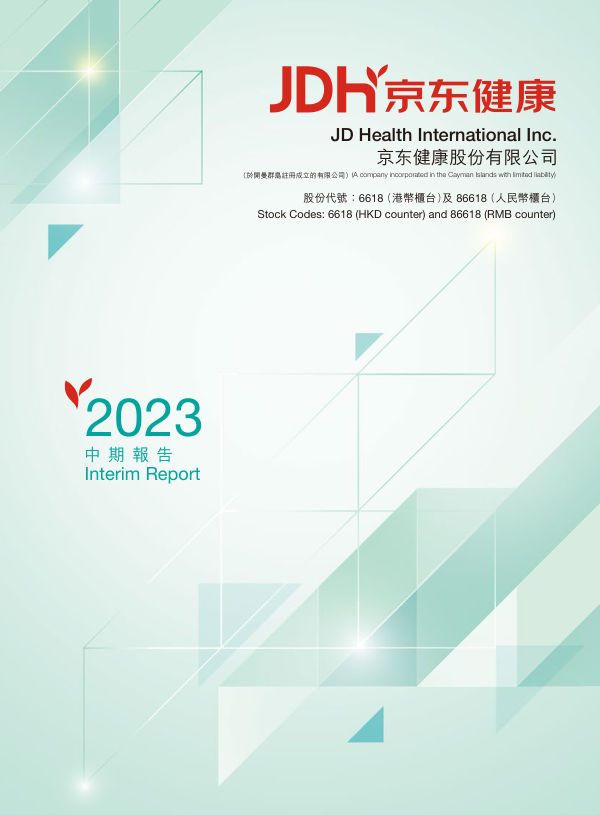 JDH 京东健康
JD Health International Inc.
京东健康股份有限公司
（於開曼群島註冊成立的有限公司）(A company incorporated in the Cayman Islands with limited liability)
股份代號：6618（港幣櫃台）及 86618（人民幣櫃台）
Stock Codes: 6618 (HKD counter) and 86618 (RMB counter)
2023
中期報告
Interim Report